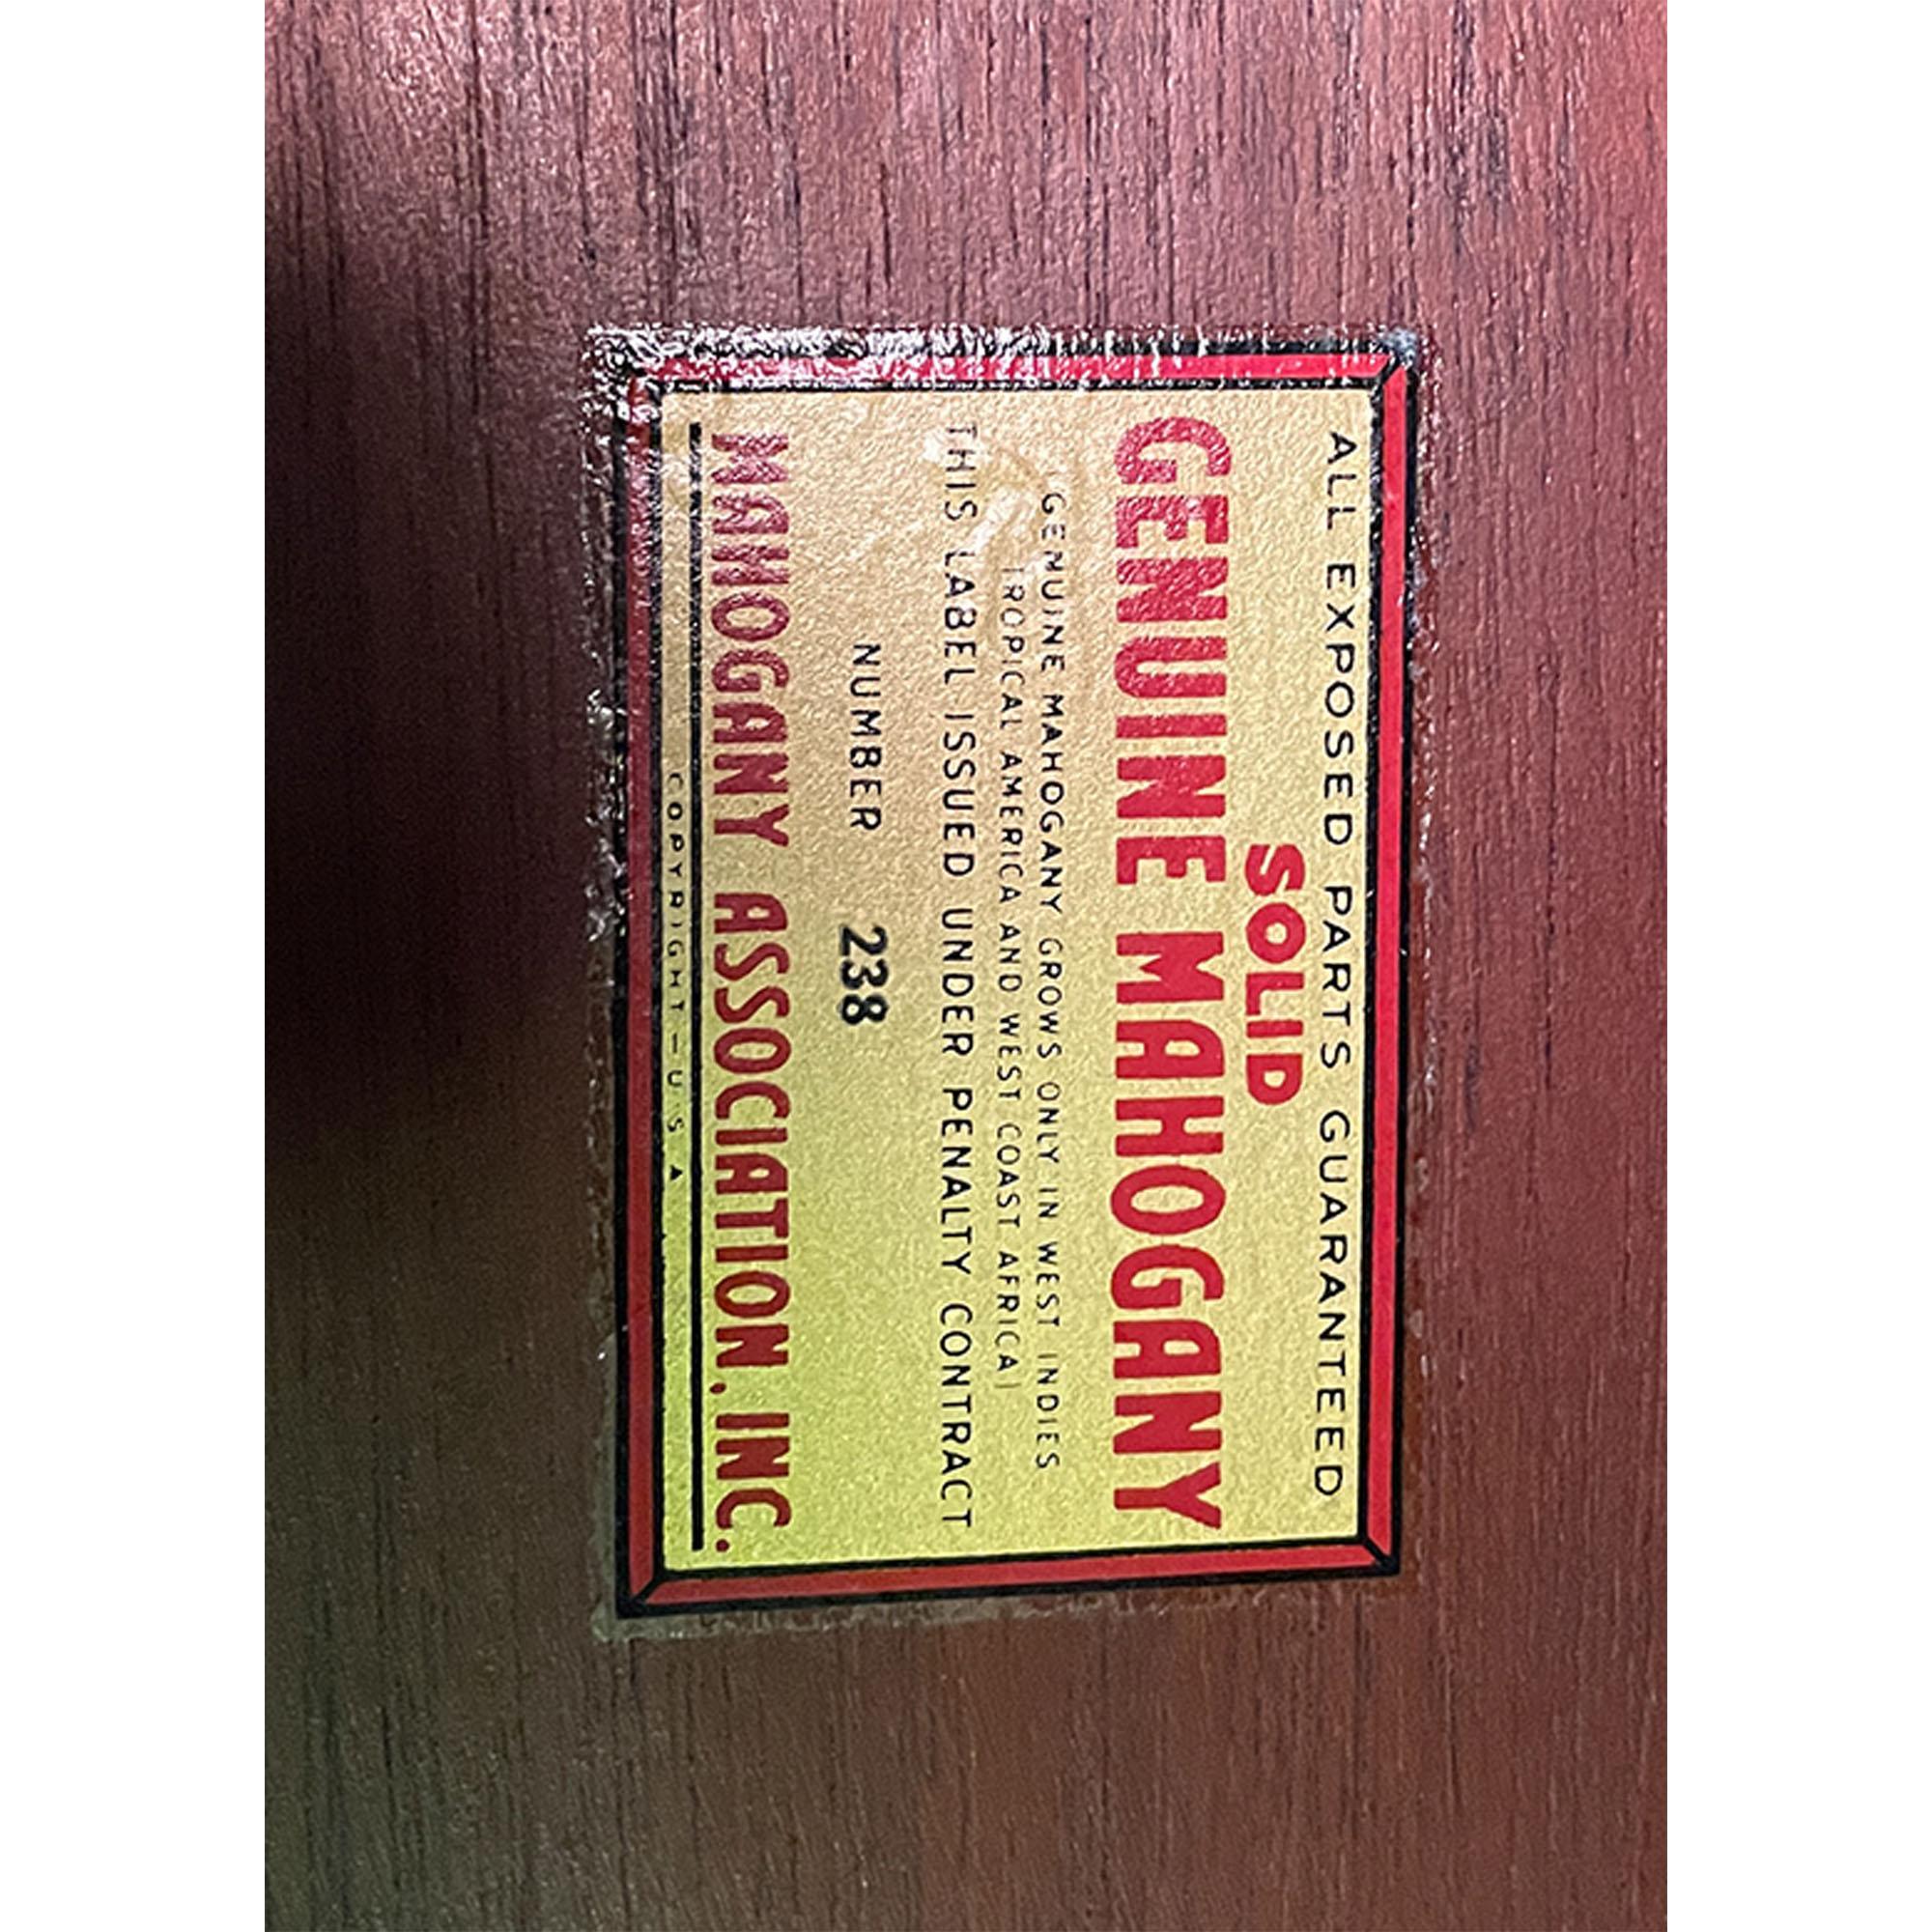 ALL EXPOSED PARTS GUARANTEED
SOLID
GENUINE MAHOGANY
(GENUINE MAHOGANY GROWS ONLY IN WEST INDIES
TROPICAL AMERICA AND WEST COAST AFRICA)
THIS LABEL ISSUED UNDER PENALTY CONTRACT
NUMBER 238
MAHOGANY ASSOCIATION, INC.
COPYRIGHT - U S A